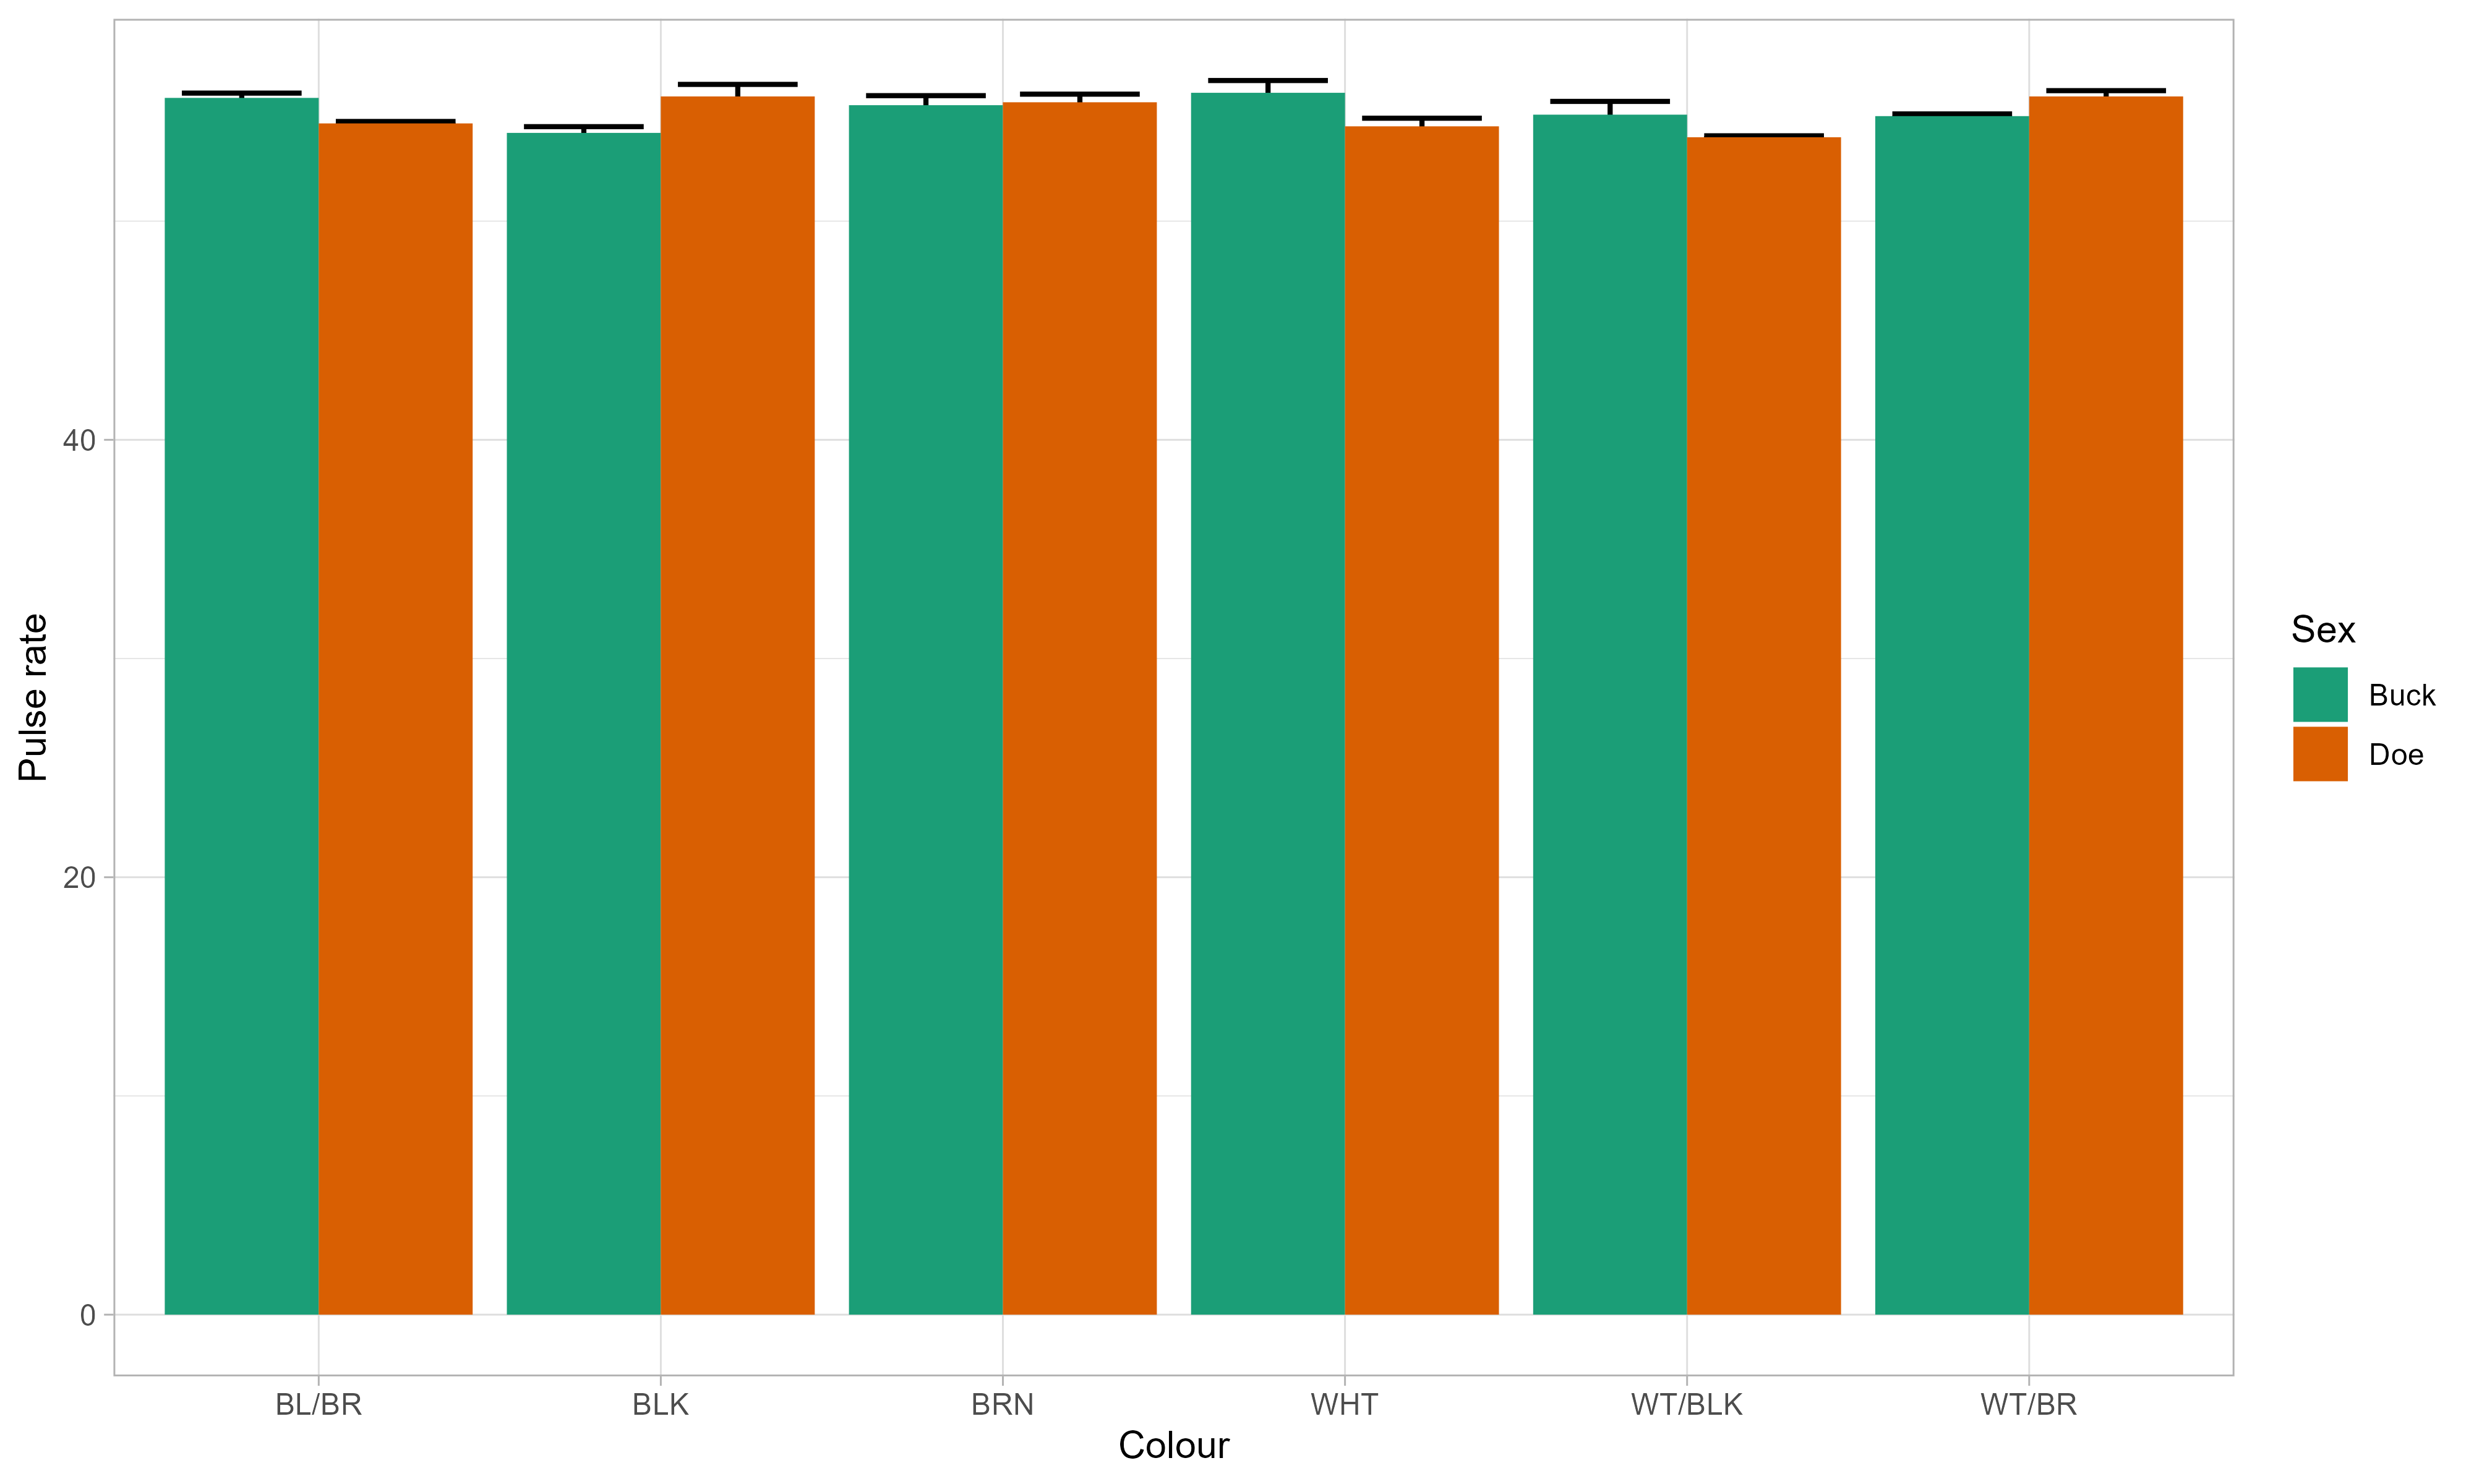 40
20
0
Pulse rate
BL/BR
BLK
BRN
WHT
WT/BLK
WT/BR
Colour
Sex
Buck
Doe